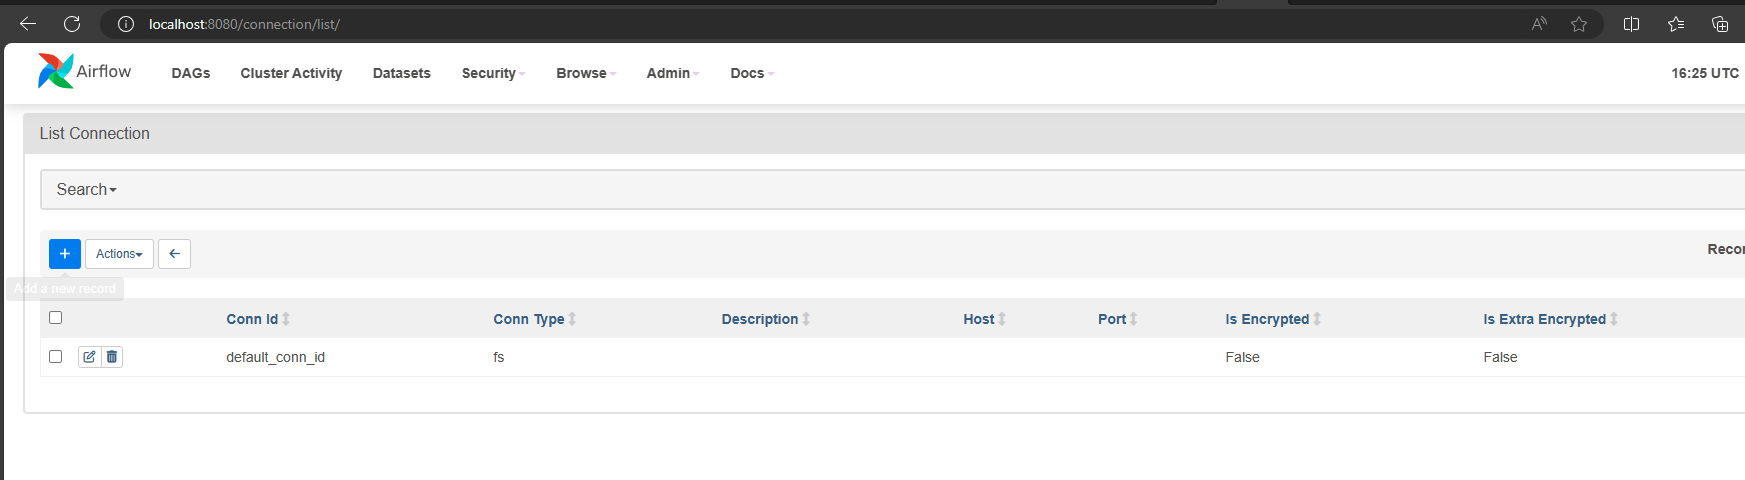 localhost:8080/connection/list/
Airflow DAGs Cluster Activity Datasets Security Browse Admin Docs 16:25 UTC
List Connection
Search
+ Actions ←
Recor
Add a new record
Conn Id Conn Type Description Host Port Is Encrypted Is Extra Encrypted
default_conn_id fs False False